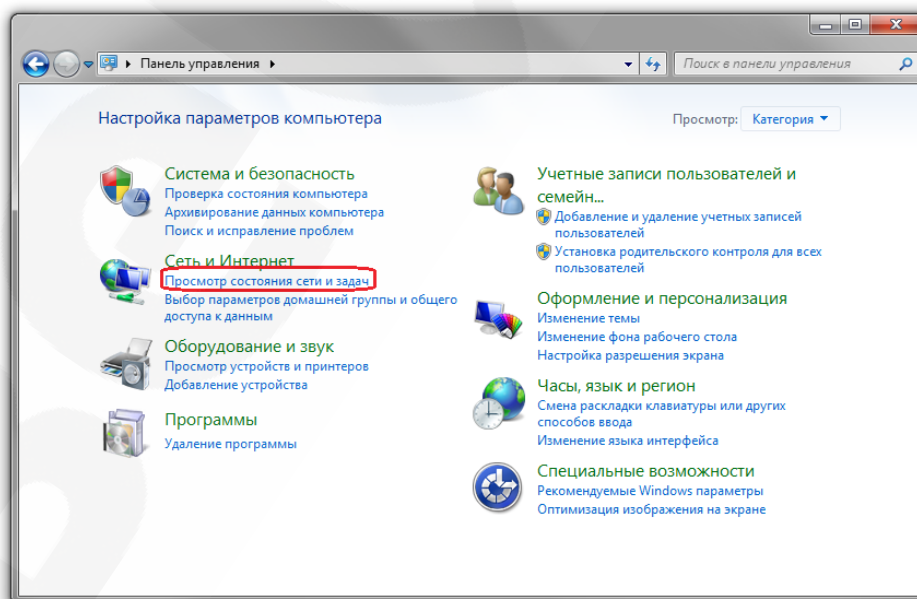 Панель управления
Поиск в панели управления
Настройка параметров компьютера
Просмотр: Категория
Система и безопасность
Проверка состояния компьютера
Архивирование данных компьютера
Поиск и исправление проблем
Сеть и Интернет
Просмотр состояния сети и задач
Выбор параметров домашней группы и общего
доступа к данным
Оборудование и звук
Просмотр устройств и принтеров
Добавление устройства
Программы
Удаление программы
Учетные записи пользователей и
семейн...
Добавление и удаление учетных записей
пользователей
Установка родительского контроля для всех
пользователей
Оформление и персонализация
Изменение темы
Изменение фона рабочего стола
Настройка разрешения экрана
Часы, язык и регион
Смена раскладки клавиатуры или других
способов ввода
Изменение языка интерфейса
Специальные возможности
Рекомендуемые Windows параметры
Оптимизация изображения на экране